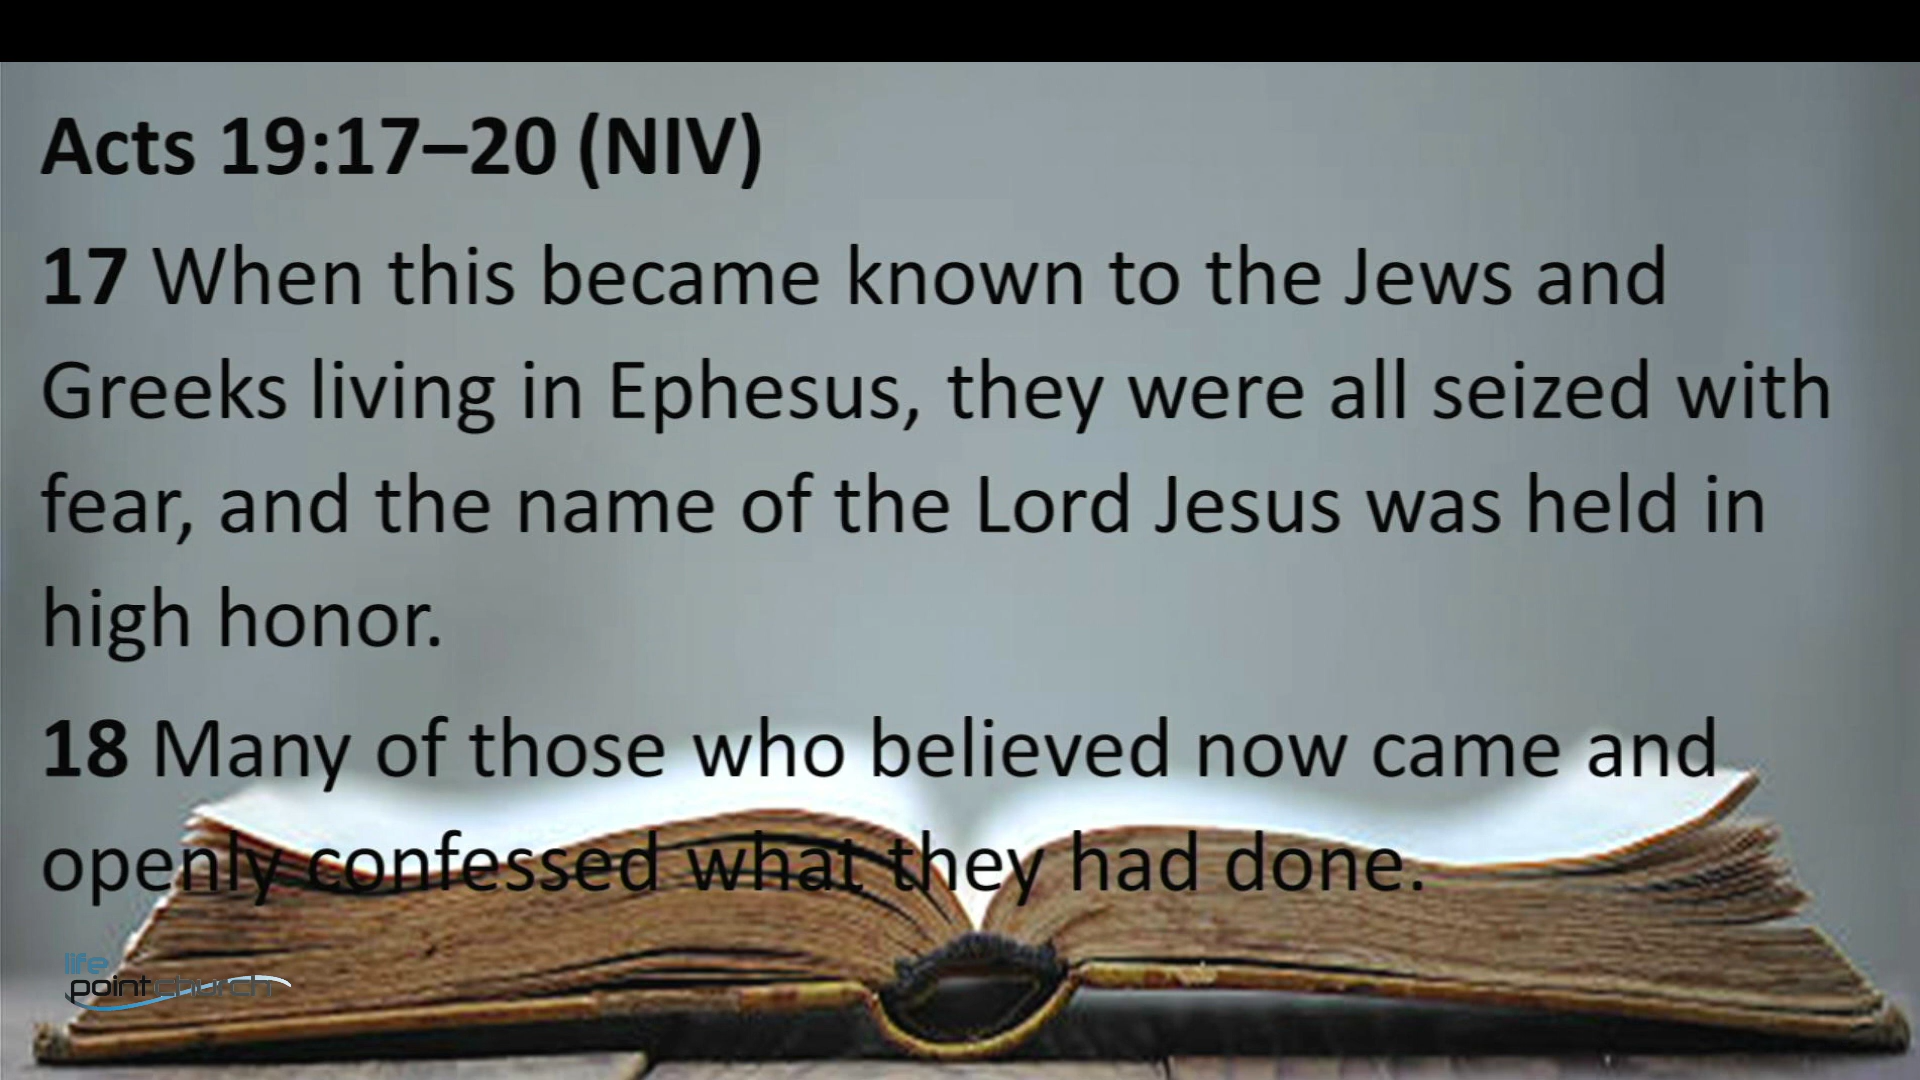 Acts 19:17–20 (NIV)
17 When this became known to the Jews and
Greeks living in Ephesus, they were all seized with
fear, and the name of the Lord Jesus was held in
high honor.
18 Many of those who believed now came and
openly confessed what they had done.
life
pointchurch